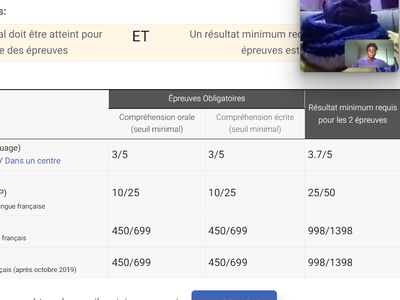 s:
al doit être atteint pour ET Un résultat minimum req
e des épreuves épreuves est
Épreuves Obligatoires
Compréhension orale Compréhension écrite Résultat minimum requis
(seuil minimal) (seuil minimal) pour les 2 épreuves
uage)
/ Dans un centre 3/5 3/5 3.7/5
P) 10/25 10/25 25/50
angue française
450/699 450/699 998/1398
français
450/699 450/699 998/1398
çais (après octobre 2019)